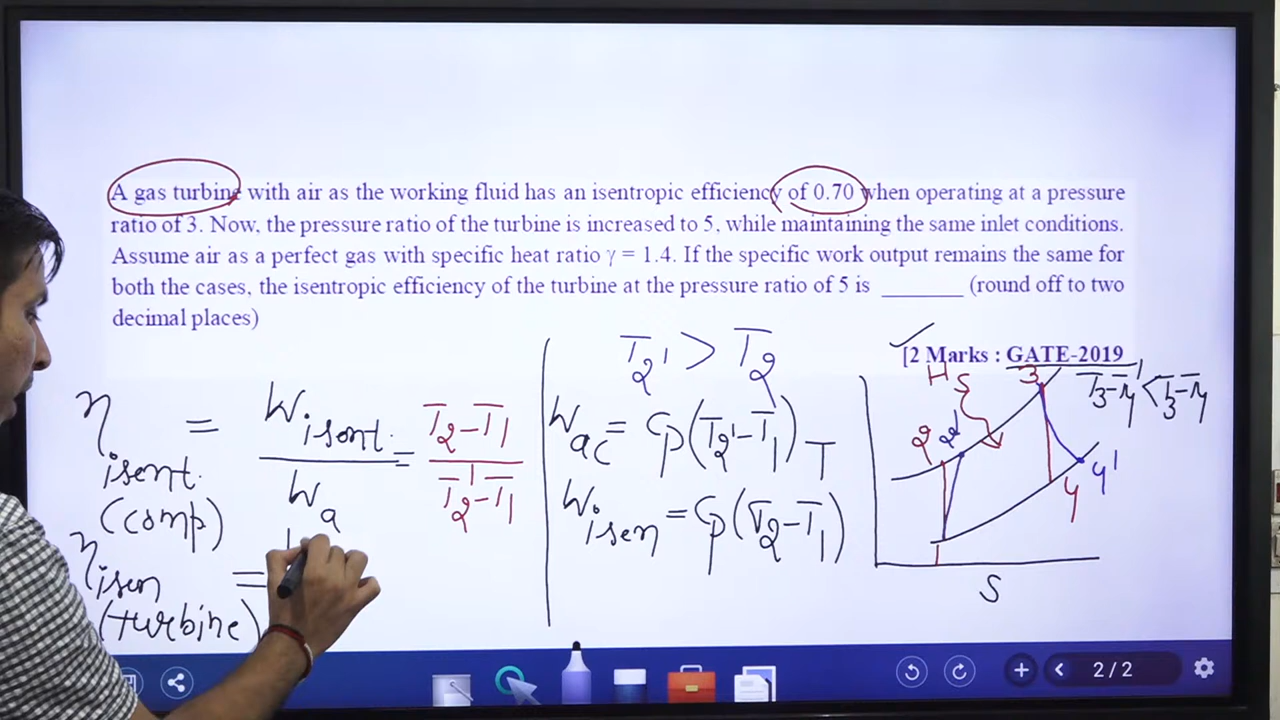 A gas turbine with air as the working fluid has an isentropic efficiency of 0.70 when operating at a pressure
ratio of 3. Now, the pressure ratio of the turbine is increased to 5, while maintaining the same inlet conditions.
Assume air as a perfect gas with specific heat ratio γ = 1.4. If the specific work output remains the same for
both the cases, the isentropic efficiency of the turbine at the pressure ratio of 5 is _______ (round off to two
decimal places)
[2 Marks : GATE-2019
η isent. (comp) = W isent. / Wa = T2-T1 / T2'-T1
η isen (turbine) =
T2' > T2
Wac = Cp(T2'-T1)
W isen = Cp(T2-T1)
T3-T4' < T3-T4
HS
3
2 2'
T
4 4'
1
S
2 / 2